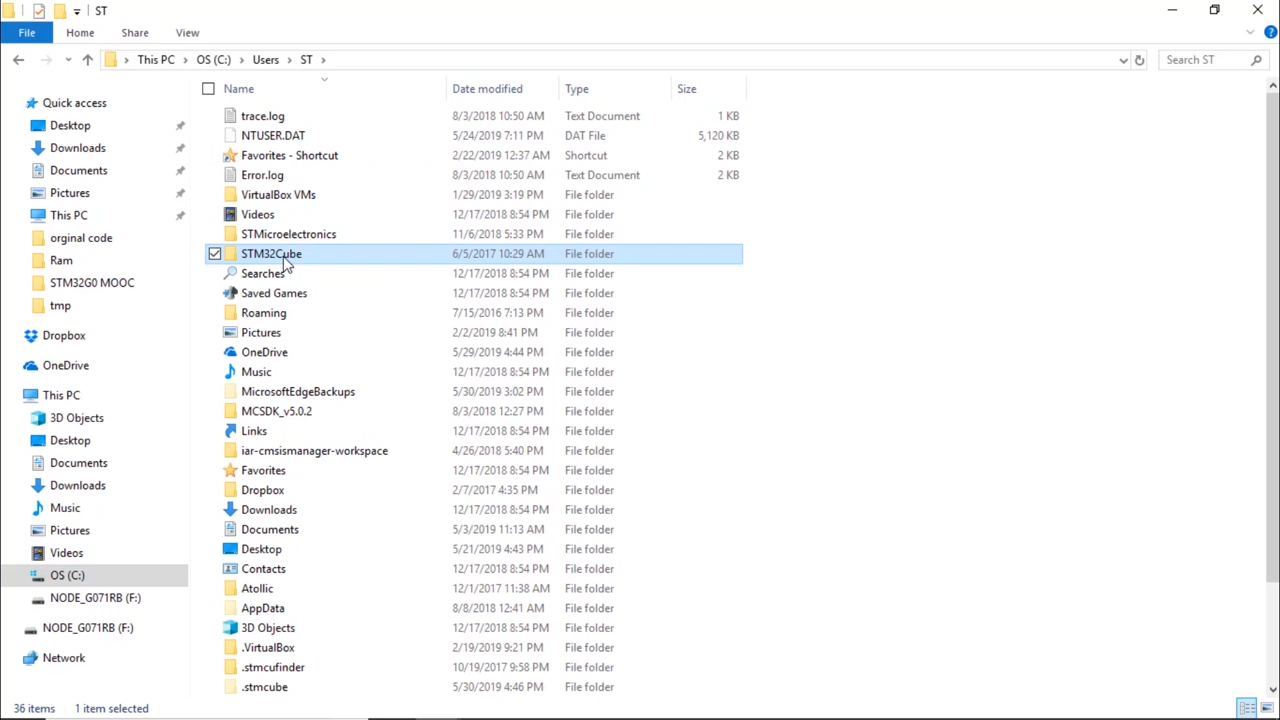 ST
File Home Share View
This PC > OS (C:) > Users > ST > Search ST
Name Date modified Type Size
Quick access
Desktop
Downloads
Documents
Pictures
This PC
orginal code
Ram
STM32G0 MOOC
tmp
Dropbox
OneDrive
This PC
3D Objects
Desktop
Documents
Downloads
Music
Pictures
Videos
OS (C:)
NODE_G071RB (F:)
NODE_G071RB (F:)
Network
trace.log 8/3/2018 10:50 AM Text Document 1 KB
NTUSER.DAT 5/24/2019 7:11 PM DAT File 5,120 KB
Favorites - Shortcut 2/22/2019 12:37 AM Shortcut 2 KB
Error.log 8/3/2018 10:50 AM Text Document 2 KB
VirtualBox VMs 1/29/2019 3:19 PM File folder
Videos 12/17/2018 8:54 PM File folder
STMicroelectronics 11/6/2018 5:33 PM File folder
STM32Cube 6/5/2017 10:29 AM File folder
Searches 12/17/2018 8:54 PM File folder
Saved Games 12/17/2018 8:54 PM File folder
Roaming 7/15/2016 7:13 PM File folder
Pictures 2/2/2019 8:41 PM File folder
OneDrive 5/29/2019 4:44 PM File folder
Music 12/17/2018 8:54 PM File folder
MicrosoftEdgeBackups 5/30/2019 3:02 PM File folder
MCSDK_v5.0.2 8/3/2018 12:27 PM File folder
Links 12/17/2018 8:54 PM File folder
iar-cmsismanager-workspace 4/26/2018 5:40 PM File folder
Favorites 12/17/2018 8:54 PM File folder
Dropbox 2/7/2017 4:35 PM File folder
Downloads 12/17/2018 8:54 PM File folder
Documents 5/3/2019 11:13 AM File folder
Desktop 5/21/2019 4:43 PM File folder
Contacts 12/17/2018 8:54 PM File folder
Atollic 12/1/2017 11:38 AM File folder
AppData 8/8/2018 12:41 AM File folder
3D Objects 12/17/2018 8:54 PM File folder
.VirtualBox 2/19/2019 9:21 PM File folder
.stmcufinder 10/19/2017 9:58 PM File folder
.stmcube 5/30/2019 4:46 PM File folder
36 items 1 item selected